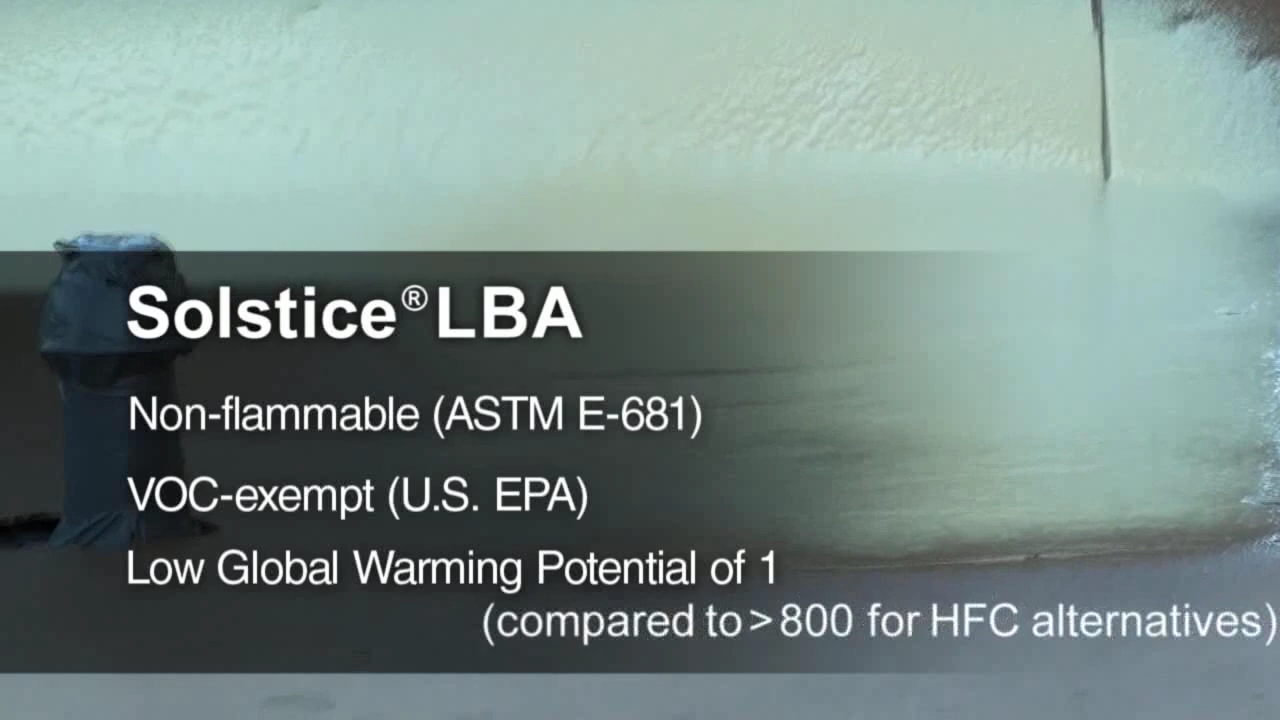 Solstice® LBA
Non-flammable (ASTM E-681)
VOC-exempt (U.S. EPA)
Low Global Warming Potential of 1
(compared to > 800 for HFC alternatives)